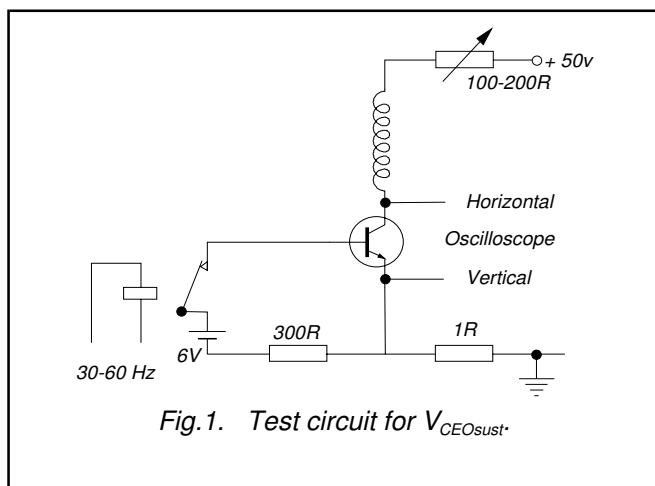 + 50v
100-200R
Horizontal
Oscilloscope
Vertical
300R
1R
6V
30-60 Hz
Fig.1. Test circuit for VCEOsust.